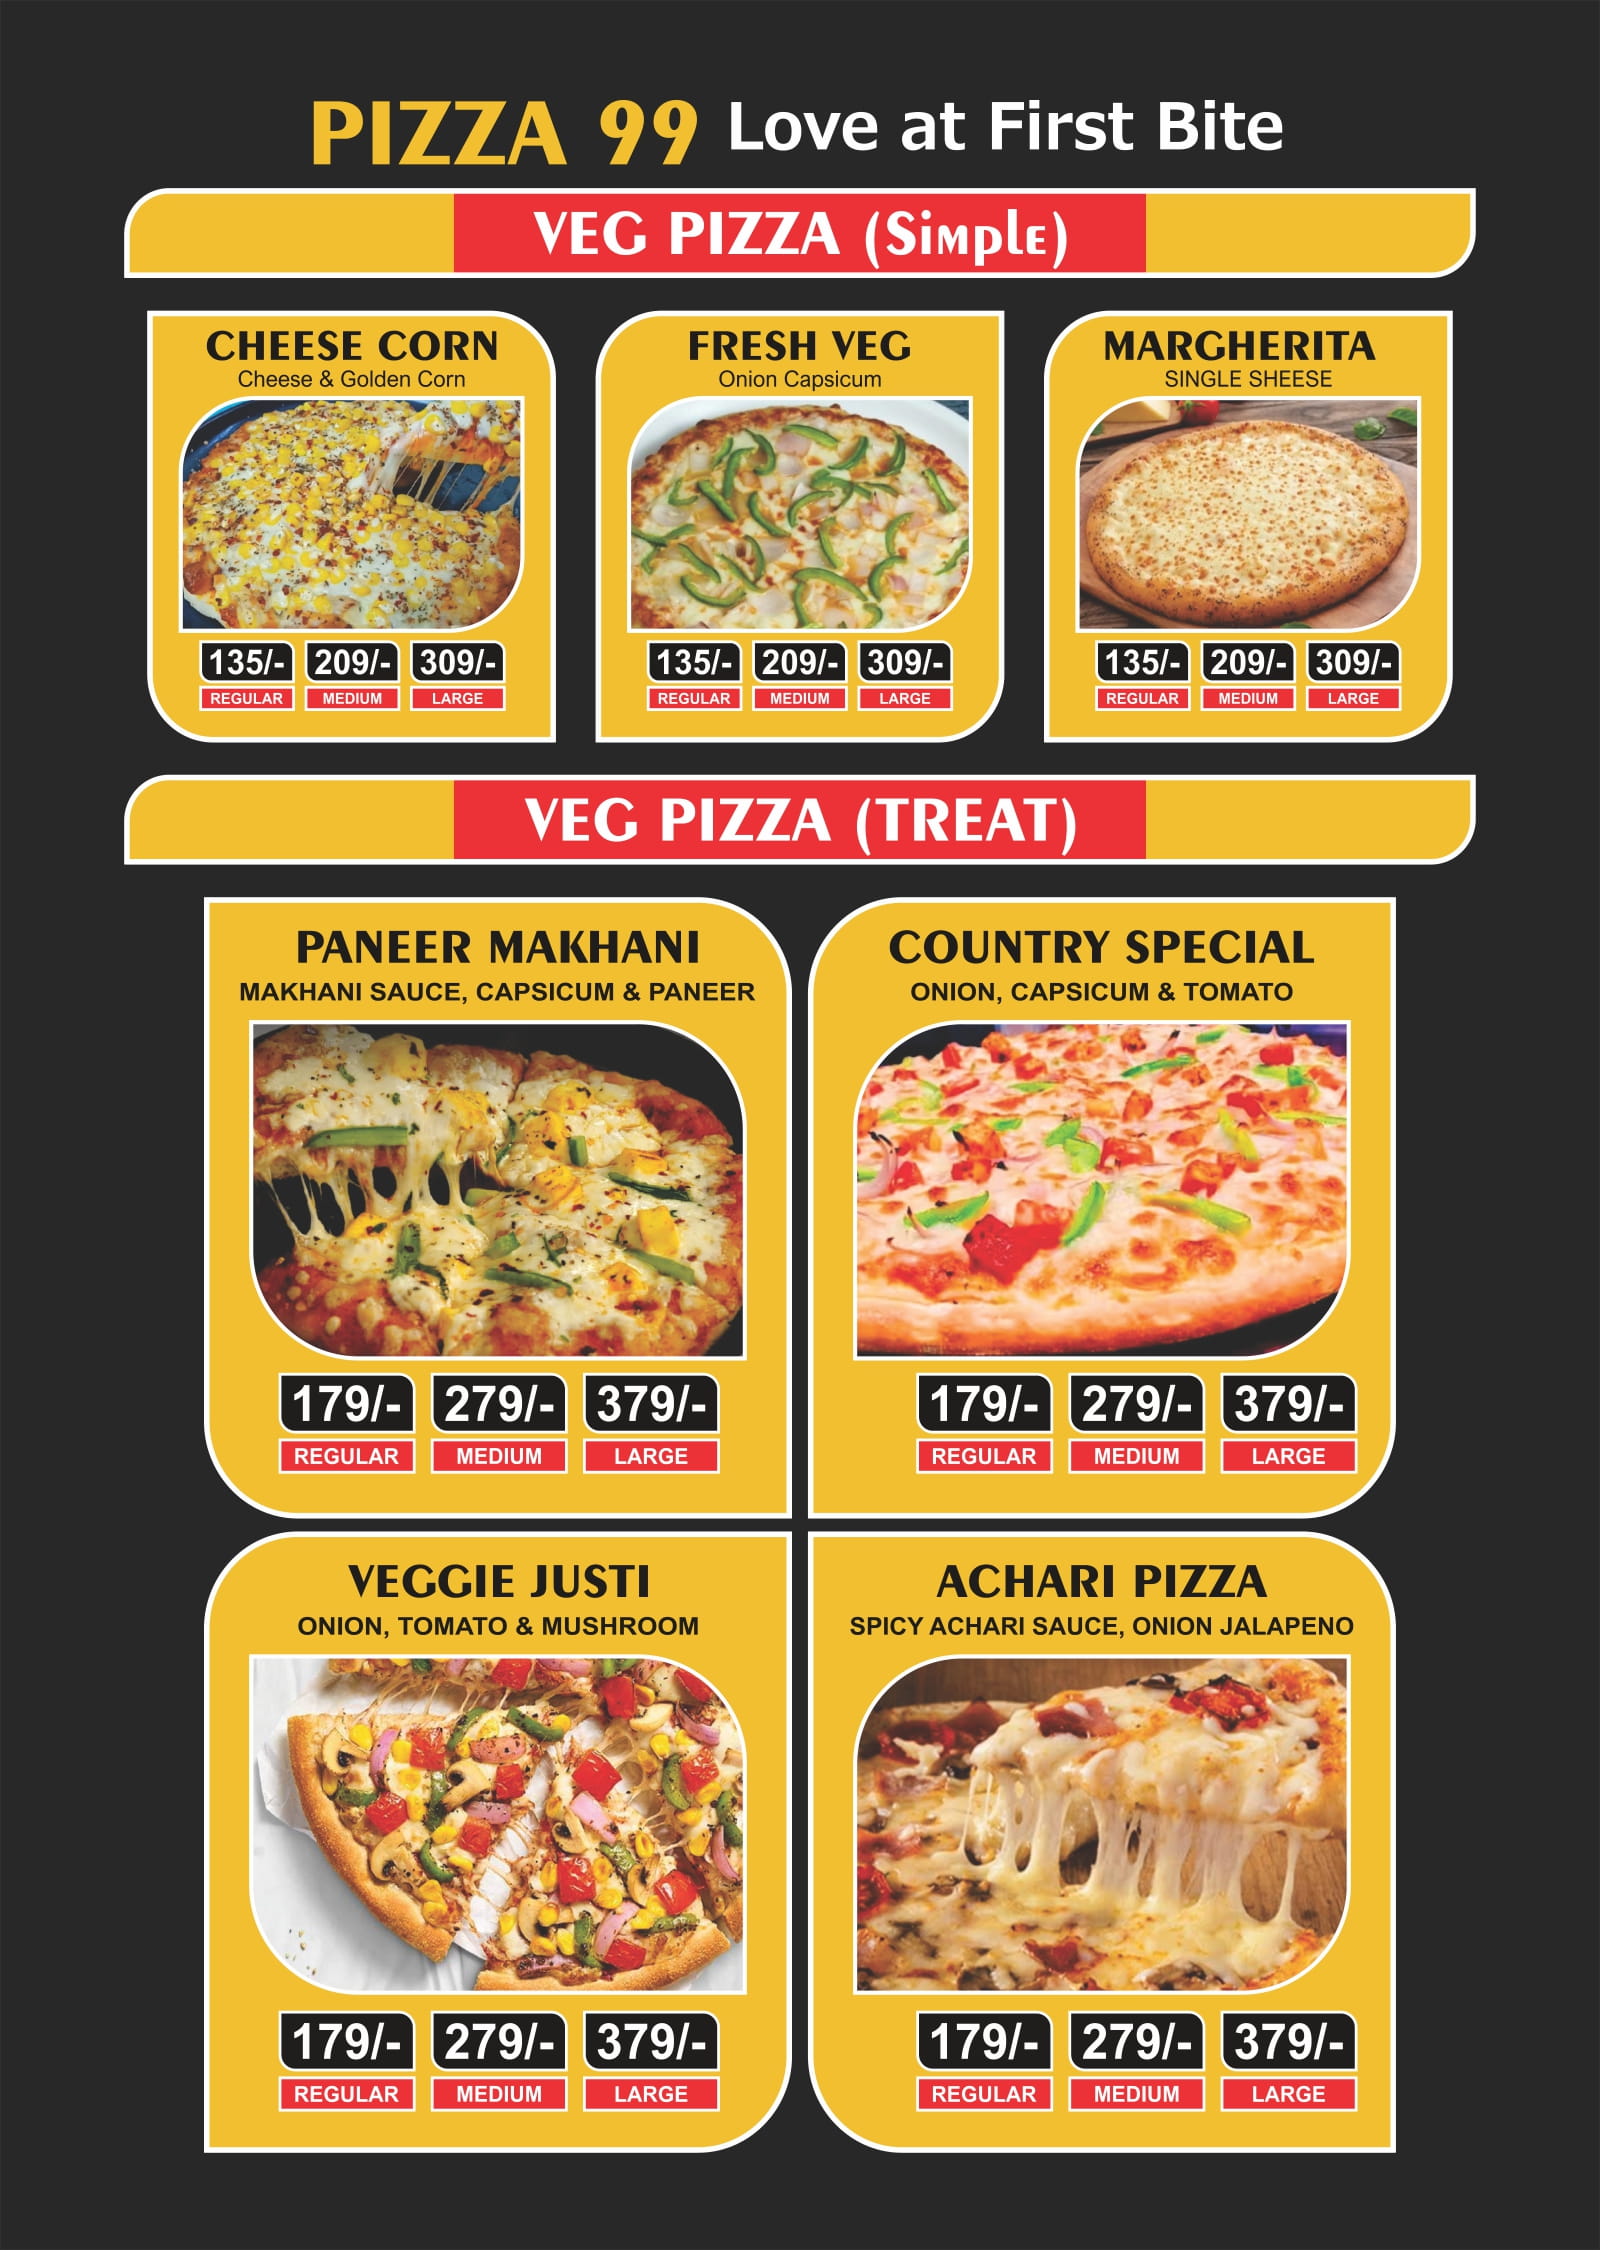 PIZZA 99 Love at First Bite
VEG PIZZA (Simple)
CHEESE CORN
Cheese & Golden Corn
135/- 209/- 309/-
REGULAR MEDIUM LARGE
FRESH VEG
Onion Capsicum
135/- 209/- 309/-
REGULAR MEDIUM LARGE
MARGHERITA
SINGLE SHEESE
135/- 209/- 309/-
REGULAR MEDIUM LARGE
VEG PIZZA (TREAT)
PANEER MAKHANI
MAKHANI SAUCE, CAPSICUM & PANEER
179/- 279/- 379/-
REGULAR MEDIUM LARGE
COUNTRY SPECIAL
ONION, CAPSICUM & TOMATO
179/- 279/- 379/-
REGULAR MEDIUM LARGE
VEGGIE JUSTI
ONION, TOMATO & MUSHROOM
179/- 279/- 379/-
REGULAR MEDIUM LARGE
ACHARI PIZZA
SPICY ACHARI SAUCE, ONION JALAPENO
179/- 279/- 379/-
REGULAR MEDIUM LARGE